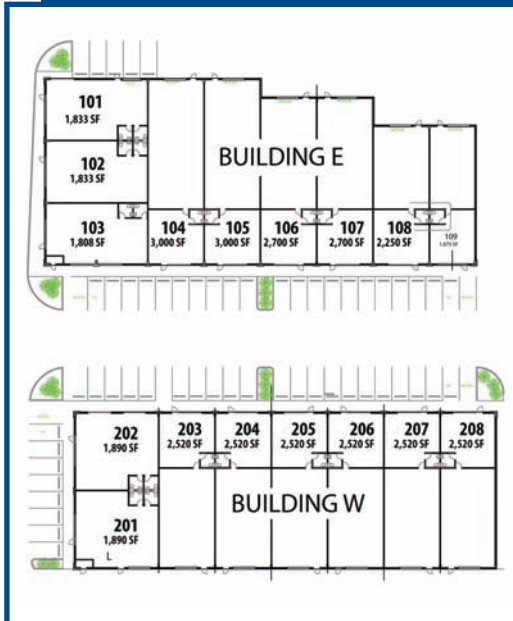 101
1,833 SF
102
1,833 SF
BUILDING E
103
1,808 SF
104
3,000 SF
105
3,000 SF
106
2,700 SF
107
2,700 SF
108
2,250 SF
109
202
1,890 SF
203
2,520 SF
204
2,520 SF
205
2,520 SF
206
2,520 SF
207
2,520 SF
208
2,520 SF
BUILDING W
201
1,890 SF
L